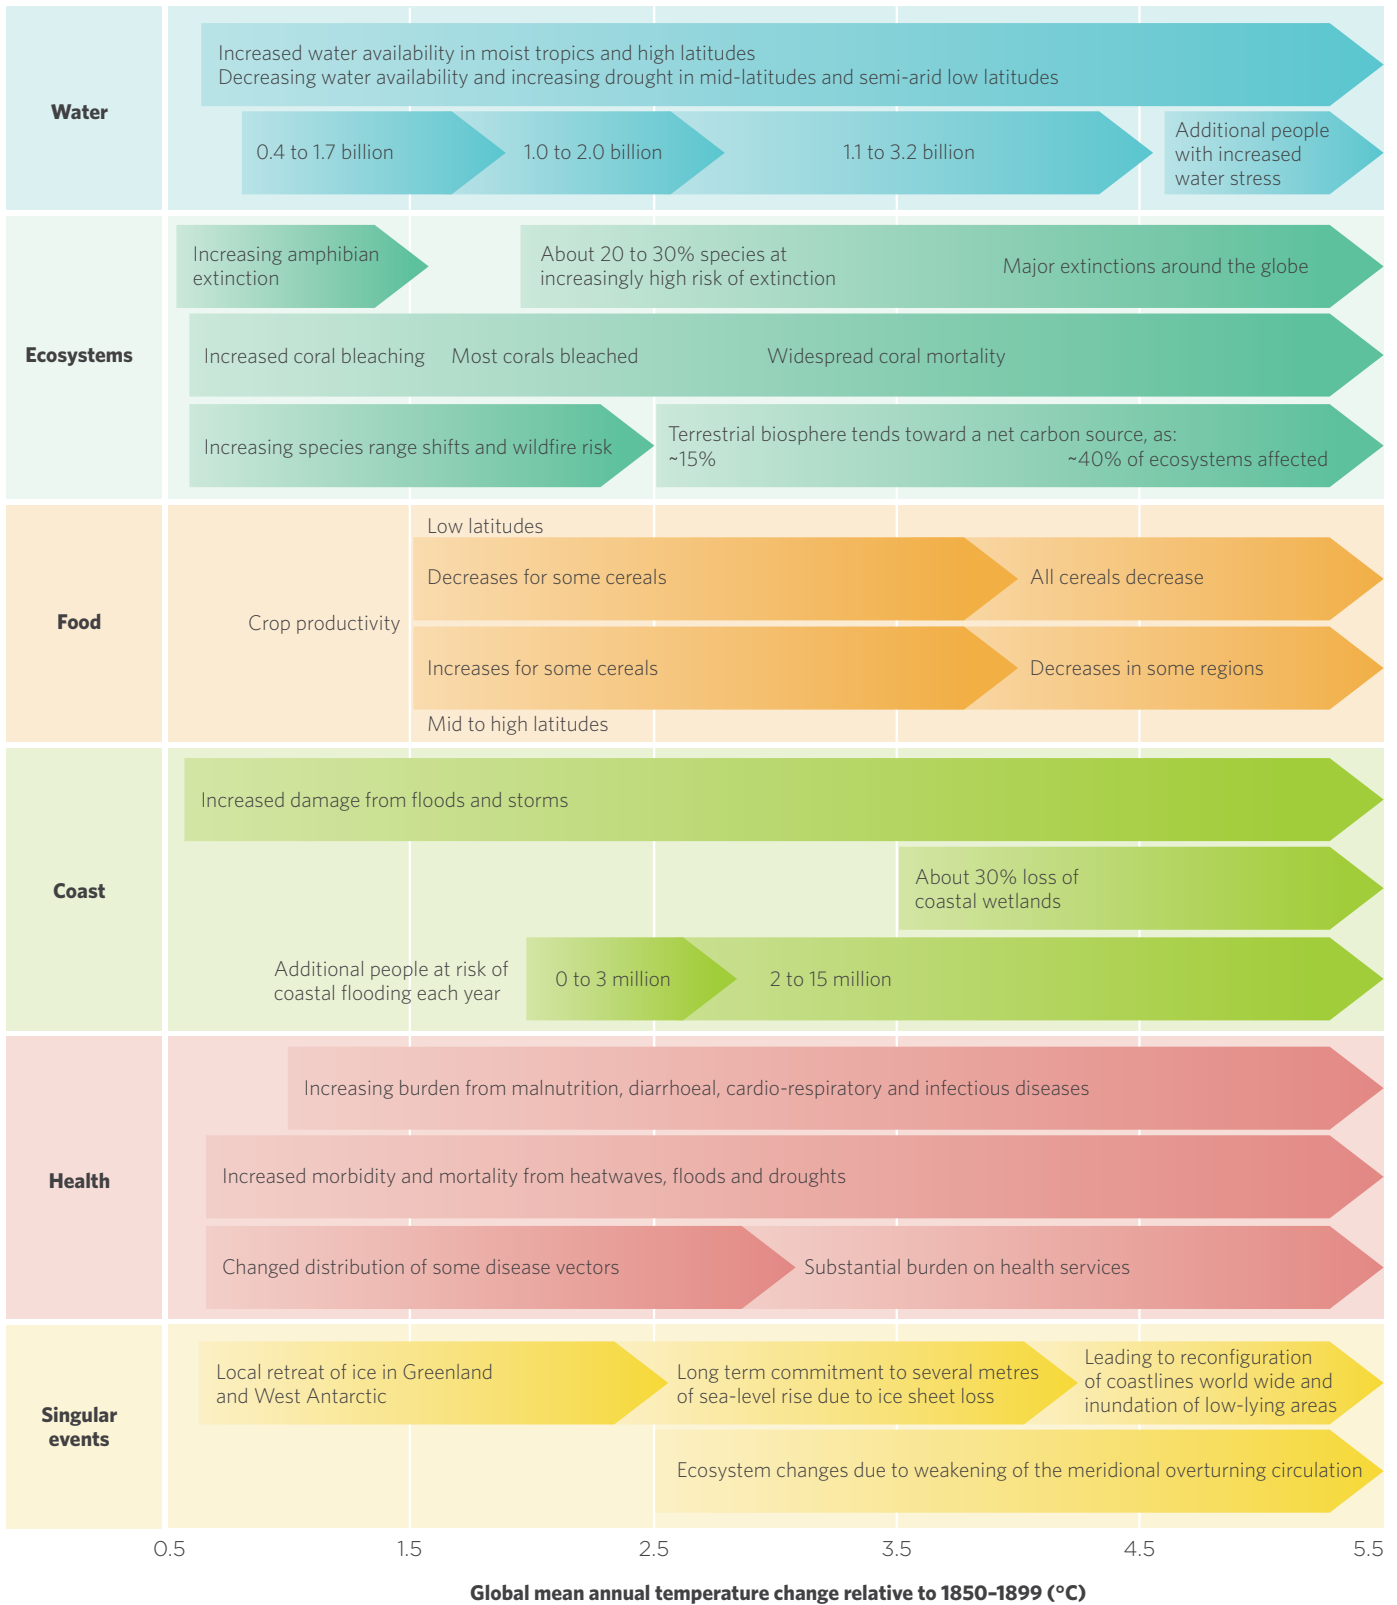 Water
Increased water availability in moist tropics and high latitudes
Decreasing water availability and increasing drought in mid-latitudes and semi-arid low latitudes
0.4 to 1.7 billion
1.0 to 2.0 billion
1.1 to 3.2 billion
Additional people
with increased
water stress
Ecosystems
Increasing amphibian
extinction
About 20 to 30% species at
increasingly high risk of extinction
Major extinctions around the globe
Increased coral bleaching
Most corals bleached
Widespread coral mortality
Increasing species range shifts and wildfire risk
Terrestrial biosphere tends toward a net carbon source, as:
~15%
~40% of ecosystems affected
Food
Crop productivity
Low latitudes
Decreases for some cereals
All cereals decrease
Increases for some cereals
Decreases in some regions
Mid to high latitudes
Coast
Increased damage from floods and storms
About 30% loss of
coastal wetlands
Additional people at risk of
coastal flooding each year
0 to 3 million
2 to 15 million
Health
Increasing burden from malnutrition, diarrhoeal, cardio-respiratory and infectious diseases
Increased morbidity and mortality from heatwaves, floods and droughts
Changed distribution of some disease vectors
Substantial burden on health services
Singular
events
Local retreat of ice in Greenland
and West Antarctic
Long term commitment to several metres
of sea-level rise due to ice sheet loss
Leading to reconfiguration
of coastlines world wide and
inundation of low-lying areas
Ecosystem changes due to weakening of the meridional overturning circulation
0.5
1.5
2.5
3.5
4.5
5.5
Global mean annual temperature change relative to 1850–1899 (°C)